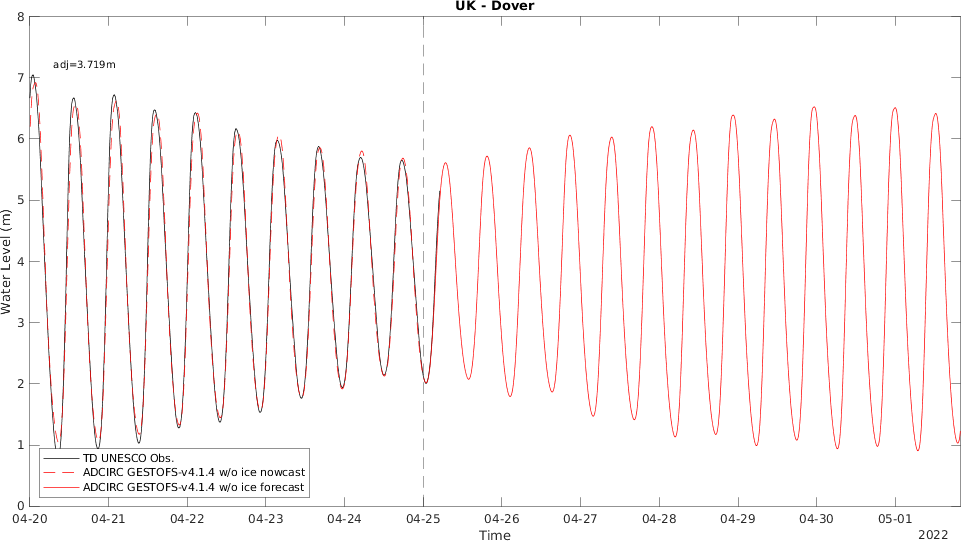 UK - Dover
adj=3.719m
Water Level (m)
8
7
6
5
4
3
2
1
0
TD UNESCO Obs.
ADCIRC GESTOFS-v4.1.4 w/o ice nowcast
ADCIRC GESTOFS-v4.1.4 w/o ice forecast
04-20 04-21 04-22 04-23 04-24 04-25 04-26 04-27 04-28 04-29 04-30 05-01
Time
2022